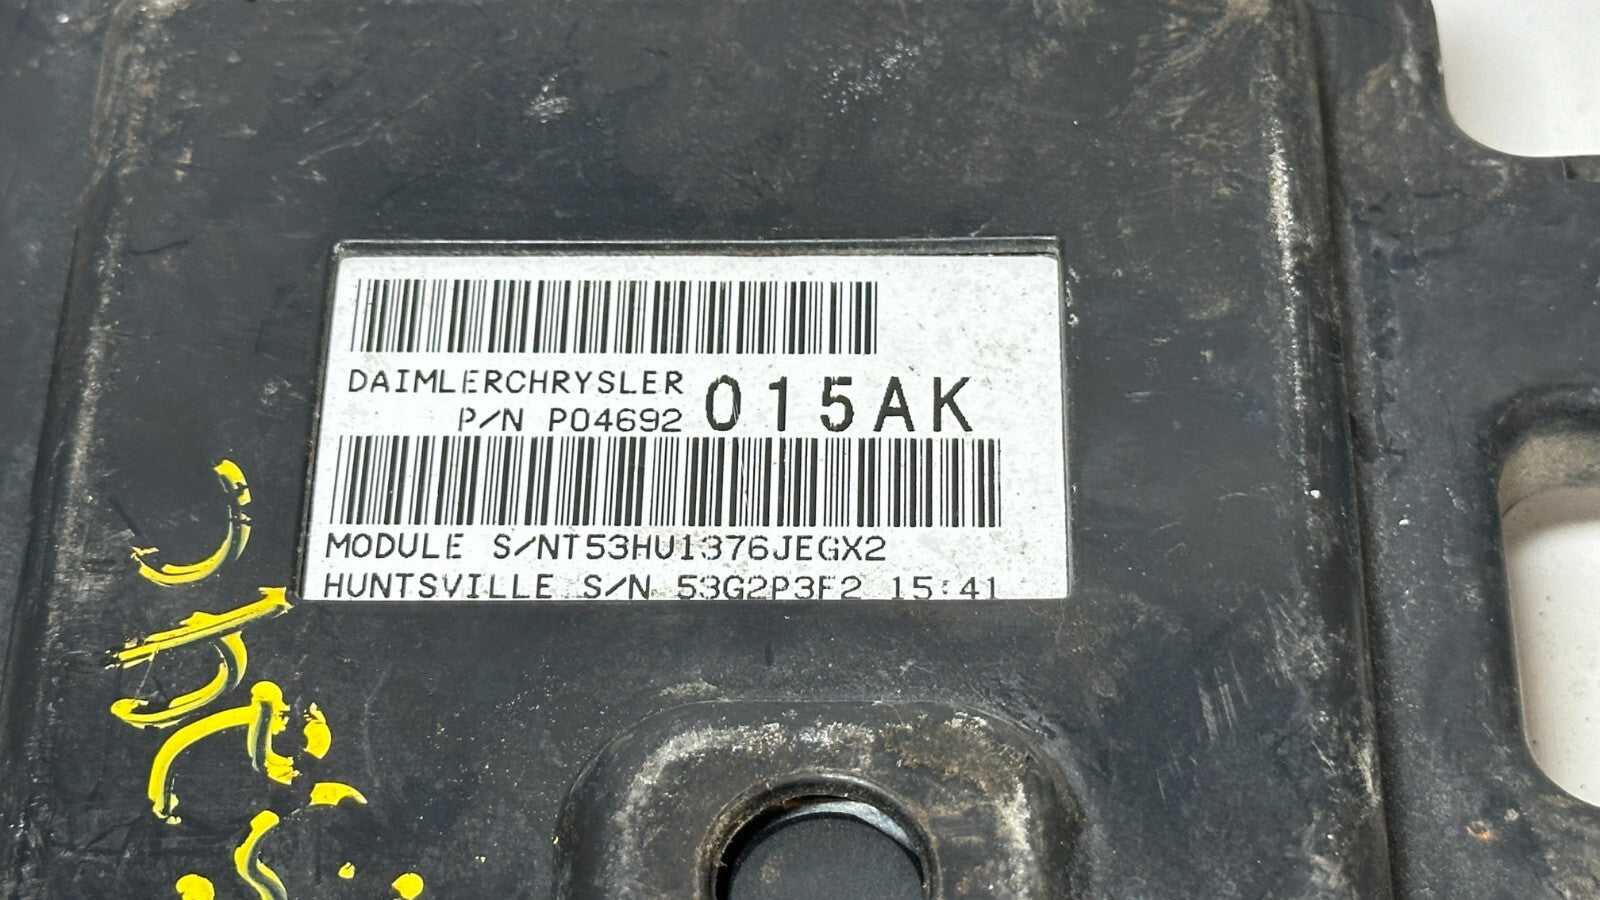 DAIMLERCHRYSLER
P/N P04692 015AK
MODULE S/NT53HU1376JEGX2
HUNTSVILLE S/N 53G2P3F2 15:41